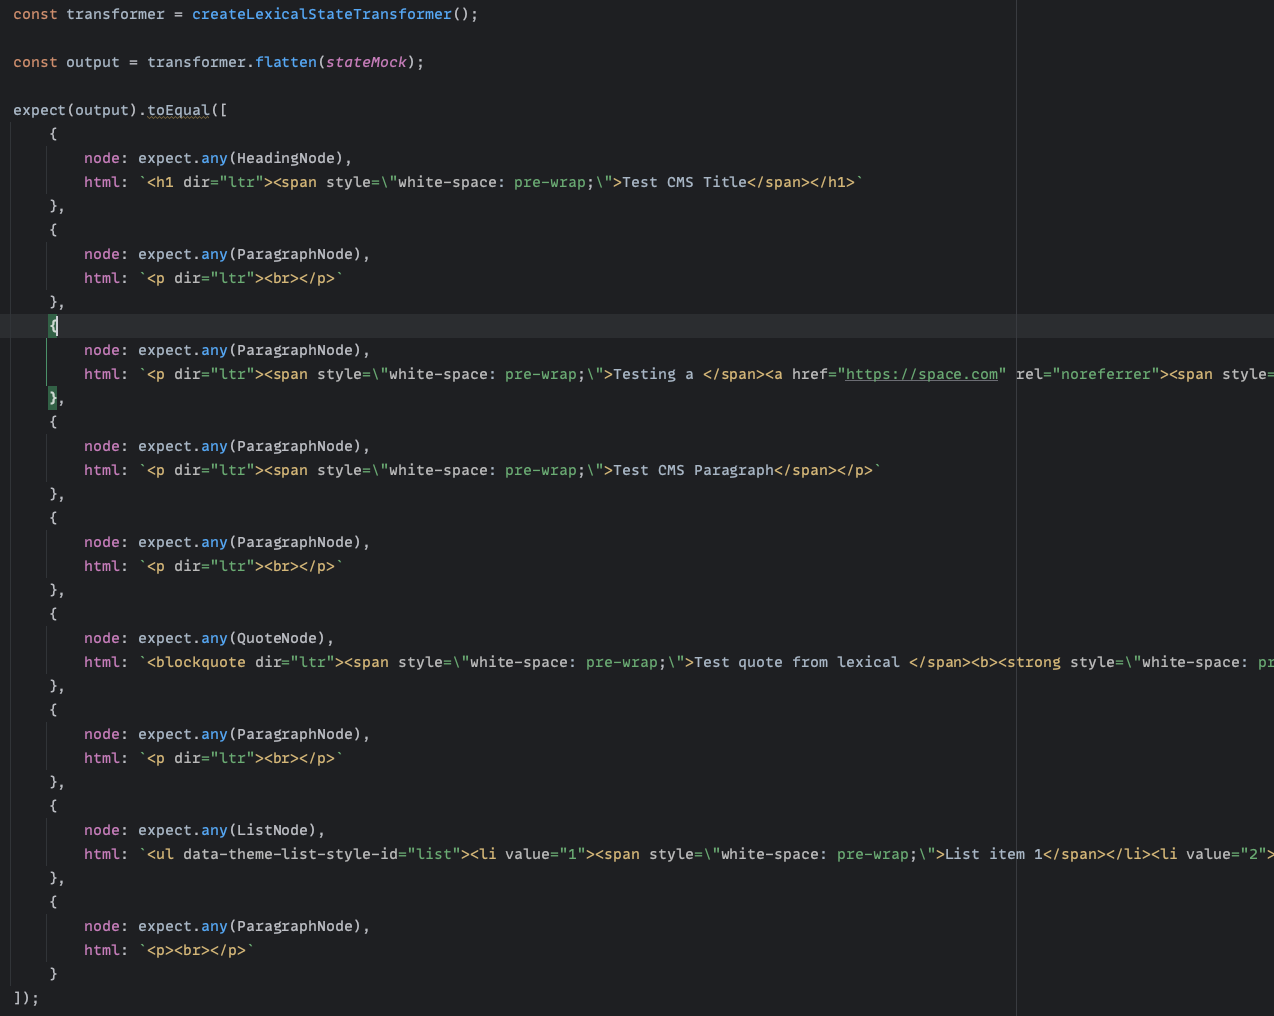 const transformer = createLexicalStateTransformer();
const output = transformer.flatten(stateMock);
expect(output).toEqual([
{
node: expect.any(HeadingNode),
html: `<h1 dir="ltr"><span style=\"white-space: pre-wrap;\">Test CMS Title</span></h1>`
},
{
node: expect.any(ParagraphNode),
html: `<p dir="ltr"><br></p>`
},
{
node: expect.any(ParagraphNode),
html: `<p dir="ltr"><span style=\"white-space: pre-wrap;\">Testing a </span><a href="https://space.com" rel="noreferrer"><span style=
},
{
node: expect.any(ParagraphNode),
html: `<p dir="ltr"><span style=\"white-space: pre-wrap;\">Test CMS Paragraph</span></p>`
},
{
node: expect.any(ParagraphNode),
html: `<p dir="ltr"><br></p>`
},
{
node: expect.any(QuoteNode),
html: `<blockquote dir="ltr"><span style=\"white-space: pre-wrap;\">Test quote from lexical </span><b><strong style=\"white-space: pr
},
{
node: expect.any(ParagraphNode),
html: `<p dir="ltr"><br></p>`
},
{
node: expect.any(ListNode),
html: `<ul data-theme-list-style-id="list"><li value="1"><span style=\"white-space: pre-wrap;\">List item 1</span></li><li value="2">
},
{
node: expect.any(ParagraphNode),
html: `<p><br></p>`
}
]);